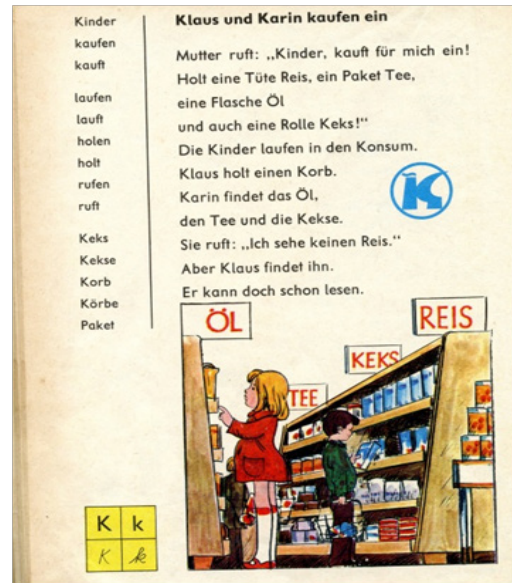 Kinder
kaufen
kauft
laufen
lauft
holen
holt
rufen
ruft
Keks
Kekse
Korb
Körbe
Paket
Klaus und Karin kaufen ein
Mutter ruft: „Kinder, kauft für mich ein!
Holt eine Tüte Reis, ein Paket Tee,
eine Flasche Öl
und auch eine Rolle Keks!"
Die Kinder laufen in den Konsum.
Klaus holt einen Korb.
Karin findet das Öl,
den Tee und die Kekse.
Sie ruft: „Ich sehe keinen Reis."
Aber Klaus findet ihn.
Er kann doch schon lesen.
K
ÖL
TEE
KEKS
REIS
K k
K k